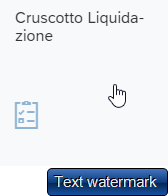 Cruscotto Liquida-
zione
Text watermark